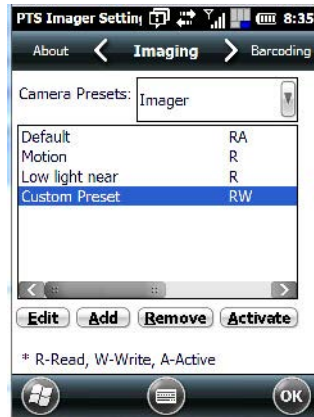 PTS Imager Settin 8:35
About Imaging Barcoding
Camera Presets: Imager
Default RA
Motion R
Low light near R
Custom Preset RW
Edit Add Remove Activate
* R-Read, W-Write, A-Active
OK